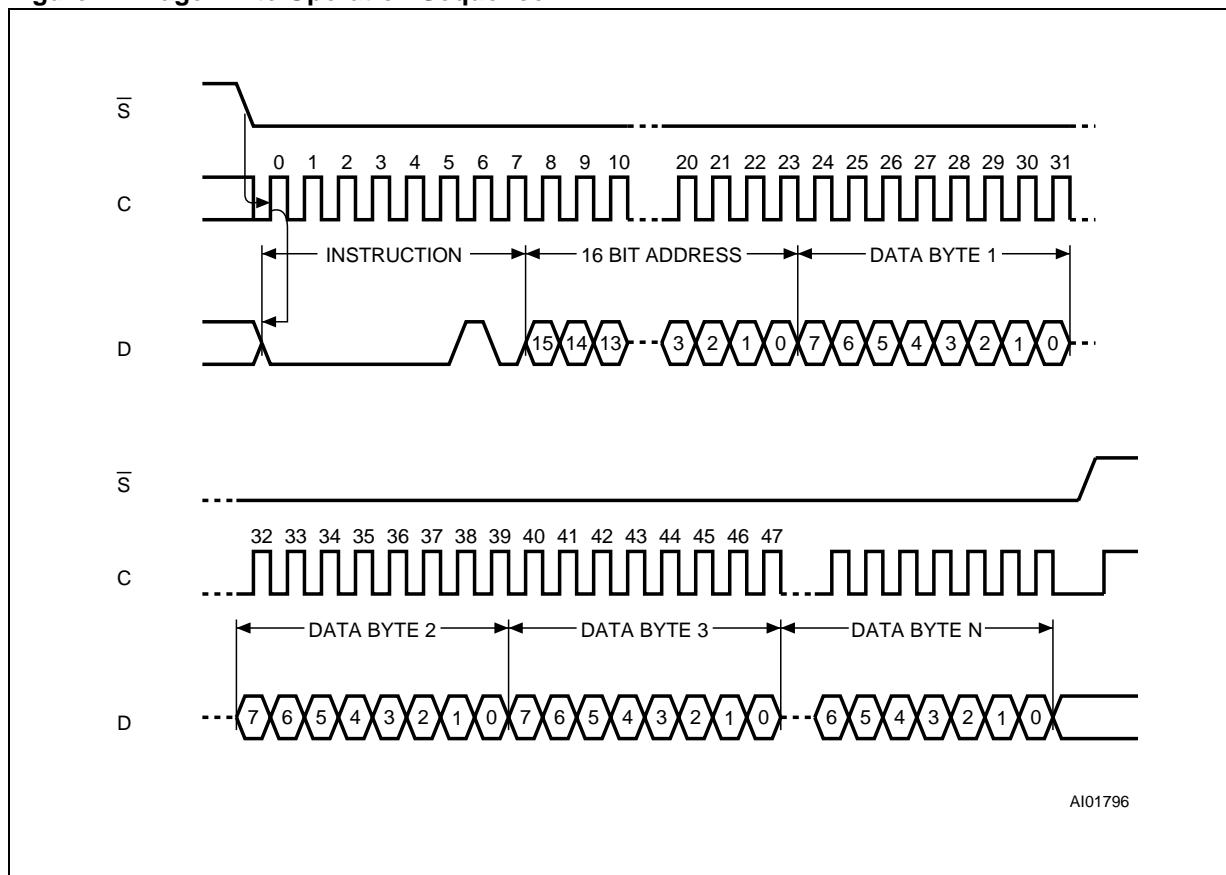 S
0 1 2 3 4 5 6 7 8 9 10 20 21 22 23 24 25 26 27 28 29 30 31
C
INSTRUCTION 16 BIT ADDRESS DATA BYTE 1
D 15 14 13 3 2 1 0 7 6 5 4 3 2 1 0
S
32 33 34 35 36 37 38 39 40 41 42 43 44 45 46 47
C
DATA BYTE 2 DATA BYTE 3 DATA BYTE N
D 7 6 5 4 3 2 1 0 7 6 5 4 3 2 1 0 6 5 4 3 2 1 0
AI01796